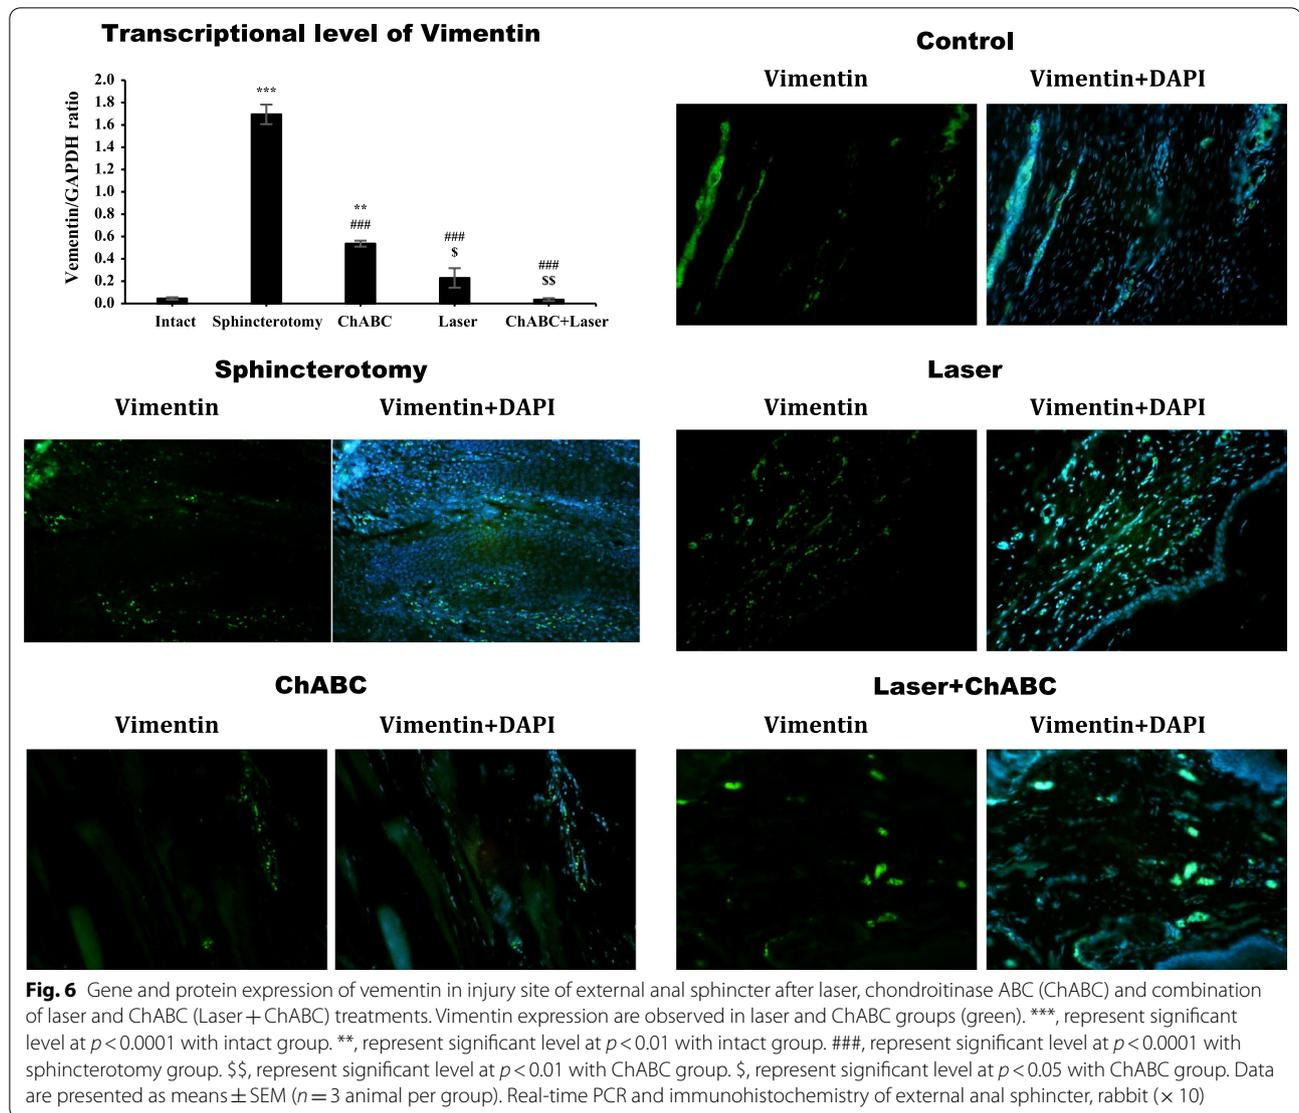 Transcriptional level of Vimentin
Vementin/GAPDH ratio
2.0
1.8
1.6
1.4
1.2
1.0
0.8
0.6
0.4
0.2
0.0
***
**
###
###
$
###
$$
Intact Sphincterotomy ChABC Laser ChABC+Laser
Control
Vimentin Vimentin+DAPI
Sphincterotomy
Vimentin Vimentin+DAPI
Laser
Vimentin Vimentin+DAPI
ChABC
Vimentin Vimentin+DAPI
Laser+ChABC
Vimentin Vimentin+DAPI
Fig. 6 Gene and protein expression of vementin in injury site of external anal sphincter after laser, chondroitinase ABC (ChABC) and combination
of laser and ChABC (Laser + ChABC) treatments. Vimentin expression are observed in laser and ChABC groups (green). ***, represent significant
level at p < 0.0001 with intact group. **, represent significant level at p < 0.01 with intact group. ###, represent significant level at p < 0.0001 with
sphincterotomy group. $$, represent significant level at p < 0.01 with ChABC group. $, represent significant level at p < 0.05 with ChABC group. Data
are presented as means ± SEM (n = 3 animal per group). Real-time PCR and immunohistochemistry of external anal sphincter, rabbit (× 10)